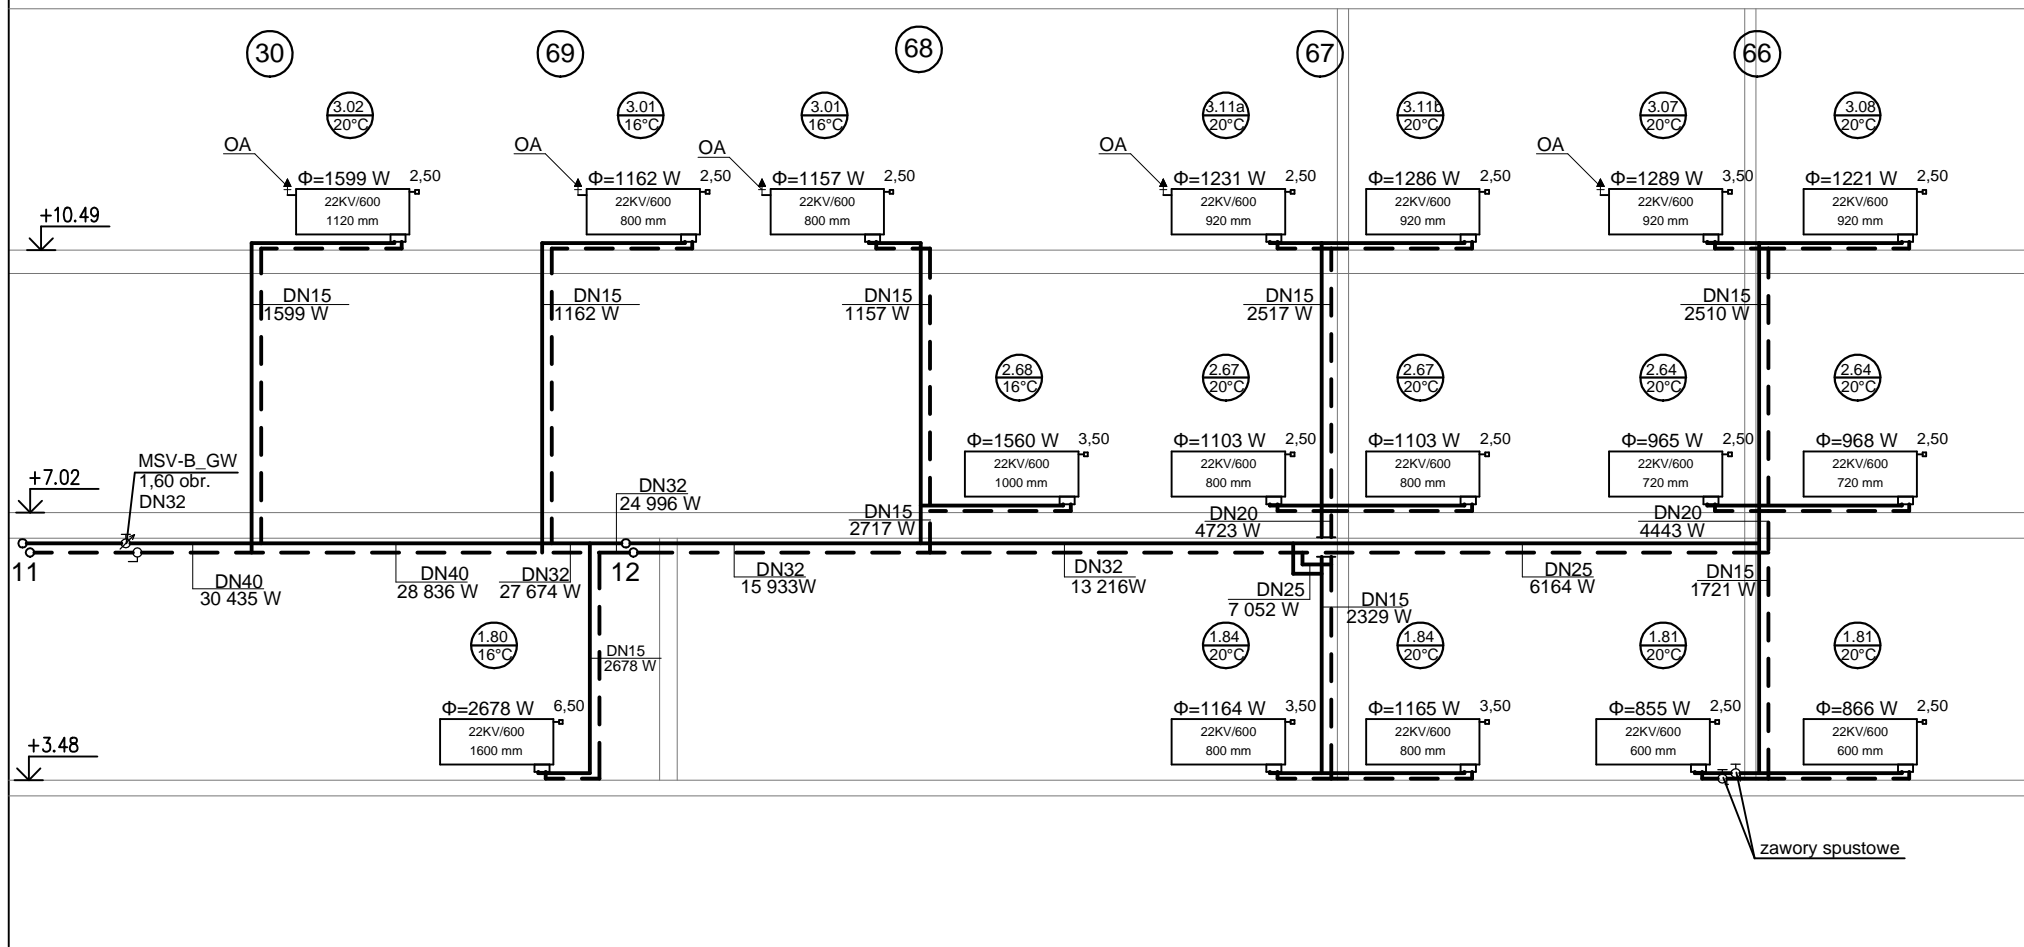 30
69
68
67
66
3.02
20°C
3.01
16°C
3.01
16°C
3.11a
20°C
3.11b
20°C
3.07
20°C
3.08
20°C
OA
OA
OA
OA
OA
Φ=1599 W 2,50
22KV/600
1120 mm
Φ=1162 W 2,50
22KV/600
800 mm
Φ=1157 W 2,50
22KV/600
800 mm
Φ=1231 W 2,50
22KV/600
920 mm
Φ=1286 W 2,50
22KV/600
920 mm
Φ=1289 W 3,50
22KV/600
920 mm
Φ=1221 W 2,50
22KV/600
920 mm
+10.49
DN15
1599 W
DN15
1162 W
DN15
1157 W
DN15
2517 W
DN15
2510 W
2.68
16°C
2.67
20°C
2.67
20°C
2.64
20°C
2.64
20°C
Φ=1560 W 3,50
22KV/600
1000 mm
Φ=1103 W 2,50
22KV/600
800 mm
Φ=1103 W 2,50
22KV/600
800 mm
Φ=965 W 2,50
22KV/600
720 mm
Φ=968 W 2,50
22KV/600
720 mm
+7.02
MSV-B_GW
1,60 obr.
DN32
DN32
24 996 W
DN15
2717 W
DN20
4723 W
DN20
4443 W
11
DN40
30 435 W
DN40
28 836 W
DN32
27 674 W
12
DN32
15 933W
DN32
13 216W
DN25
7 052 W
DN15
2329 W
DN25
6164 W
DN15
1721 W
1.80
16°C
DN15
2678 W
1.84
20°C
1.84
20°C
1.81
20°C
1.81
20°C
Φ=2678 W 6,50
22KV/600
1600 mm
Φ=1164 W 3,50
22KV/600
800 mm
Φ=1165 W 3,50
22KV/600
800 mm
Φ=855 W 2,50
22KV/600
600 mm
Φ=866 W 2,50
22KV/600
600 mm
+3.48
zawory spustowe